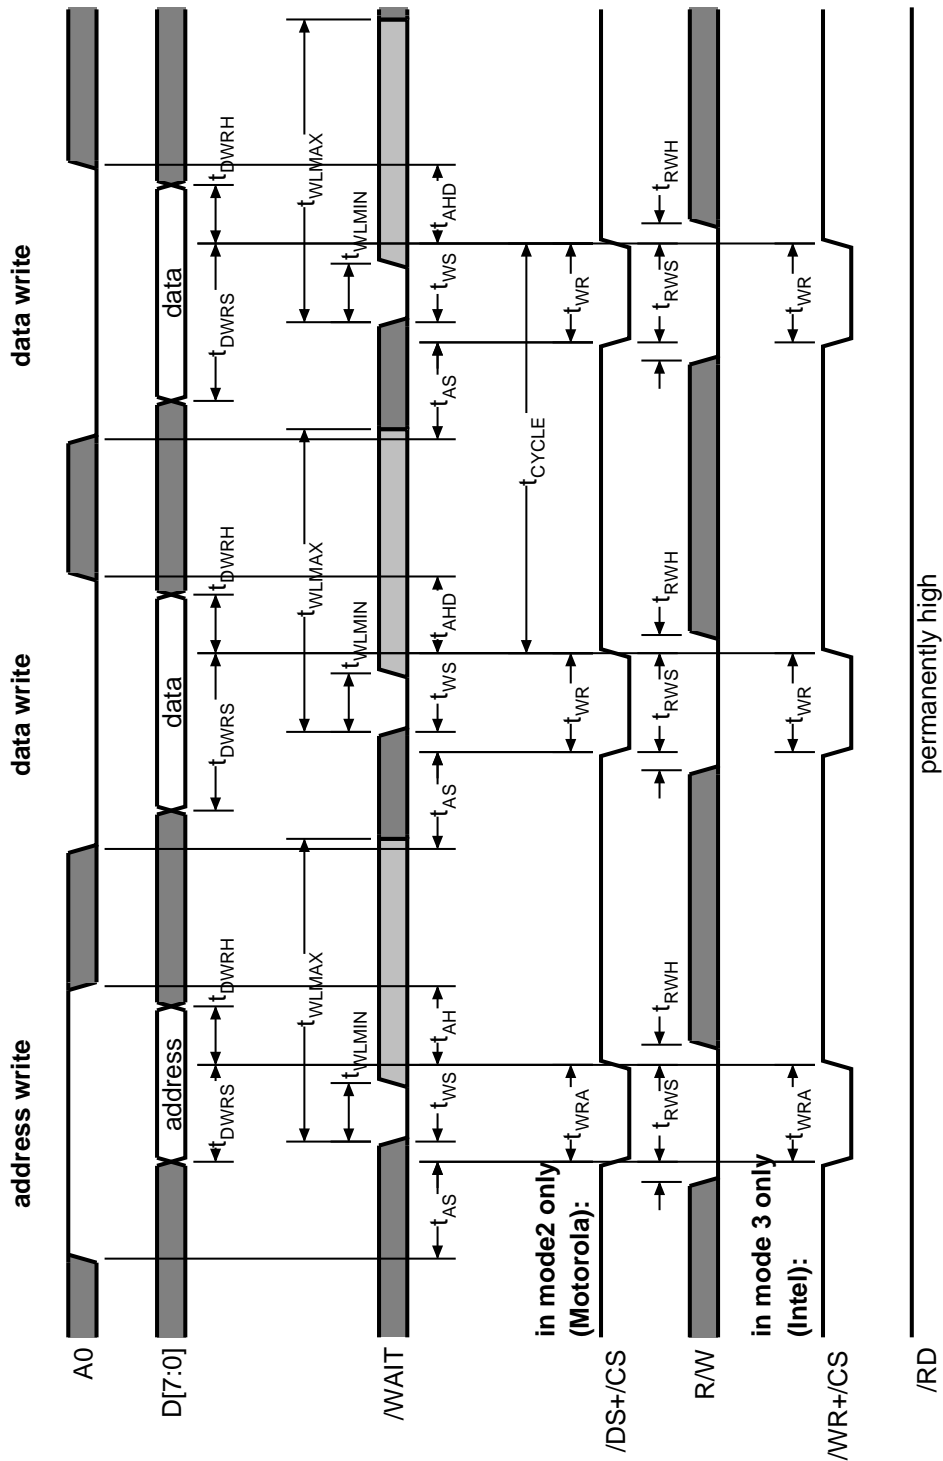 address write data write data write
A0
D[7:0] address data data
tDWRS tDWRH tDWRS tDWRH tDWRS tDWRH
tWLMAX tWLMAX tWLMAX
tWLMIN tWLMIN tWLMIN
/WAIT
tAS tWS tAH tAS tWS tAHD tAS tWS tAHD
tCYCLE
in mode2 only
(Motorola): tWRA tWR tWR
/DS+/CS
tRWS tRWH tRWS tRWH tRWS tRWH
R/W
in mode 3 only
(Intel): tWRA tWR tWR
/WR+/CS
/RD
permanently high